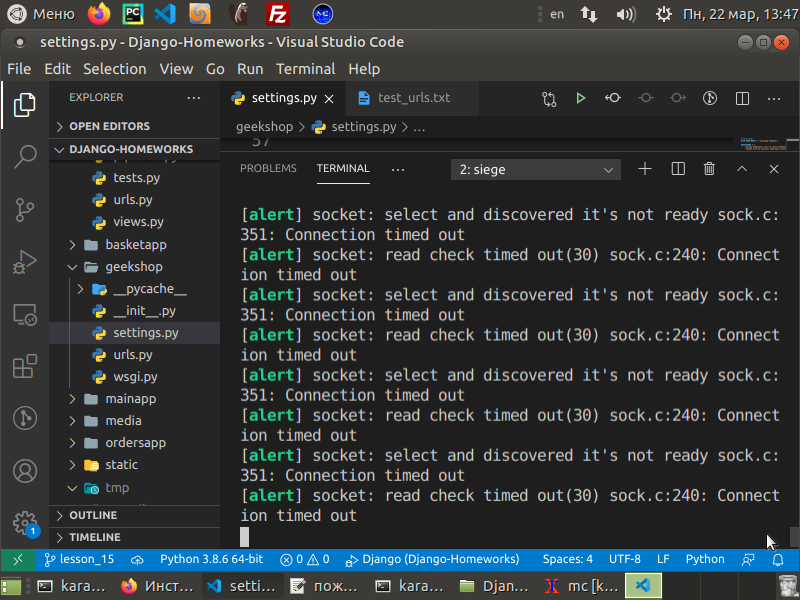 Меню
en
Пн, 22 мар, 13:47
settings.py - Django-Homeworks - Visual Studio Code
File Edit Selection View Go Run Terminal Help
EXPLORER
OPEN EDITORS
DJANGO-HOMEWORKS
tests.py
urls.py
views.py
basketapp
geekshop
__pycache__
__init__.py
settings.py
urls.py
wsgi.py
mainapp
media
ordersapp
static
tmp
OUTLINE
TIMELINE
settings.py
test_urls.txt
geekshop > settings.py > ...
57
PROBLEMS TERMINAL ... 2: siege
[alert] socket: select and discovered it's not ready sock.c:
351: Connection timed out
[alert] socket: read check timed out(30) sock.c:240: Connect
ion timed out
[alert] socket: select and discovered it's not ready sock.c:
351: Connection timed out
[alert] socket: read check timed out(30) sock.c:240: Connect
ion timed out
[alert] socket: select and discovered it's not ready sock.c:
351: Connection timed out
[alert] socket: read check timed out(30) sock.c:240: Connect
ion timed out
[alert] socket: select and discovered it's not ready sock.c:
351: Connection timed out
[alert] socket: read check timed out(30) sock.c:240: Connect
ion timed out
1
lesson_15 Python 3.8.6 64-bit 0 0 Django (Django-Homeworks) Spaces: 4 UTF-8 LF Python
kara... Инст... setti... пож... kara... Djan... mc [k...